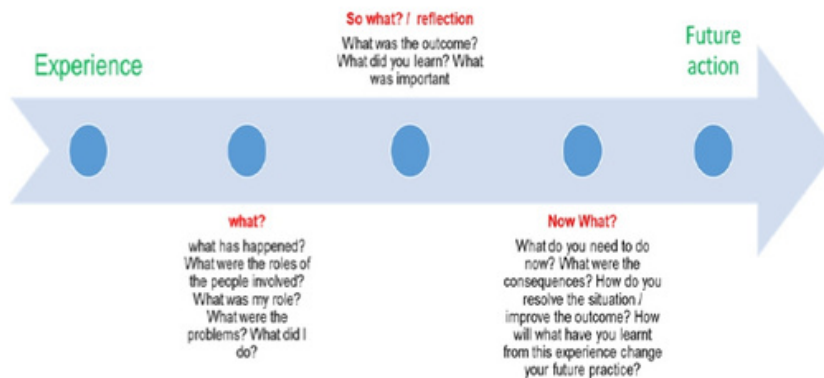 Experience
what?
what has happened?
What were the roles of
the people involved?
What was my role?
What were the
problems? What did I
do?
So what? / reflection
What was the outcome?
What did you learn? What
was important
Now What?
What do you need to do
now? What were the
consequences? How do you
resolve the situation /
improve the outcome? How
will what have you learnt
from this experience change
your future practice?
Future
action